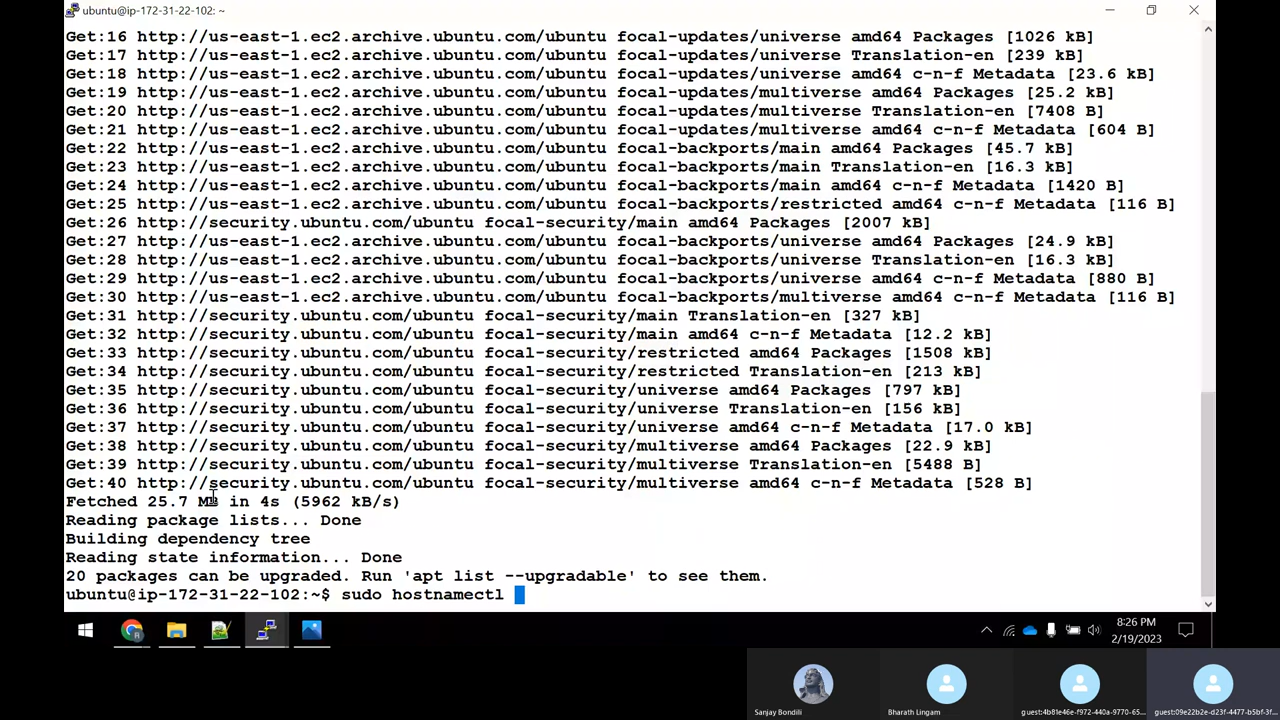 ubuntu@ip-172-31-22-102: ~
Get:16 http://us-east-1.ec2.archive.ubuntu.com/ubuntu focal-updates/universe amd64 Packages [1026 kB]
Get:17 http://us-east-1.ec2.archive.ubuntu.com/ubuntu focal-updates/universe Translation-en [239 kB]
Get:18 http://us-east-1.ec2.archive.ubuntu.com/ubuntu focal-updates/universe amd64 c-n-f Metadata [23.6 kB]
Get:19 http://us-east-1.ec2.archive.ubuntu.com/ubuntu focal-updates/multiverse amd64 Packages [25.2 kB]
Get:20 http://us-east-1.ec2.archive.ubuntu.com/ubuntu focal-updates/multiverse Translation-en [7408 B]
Get:21 http://us-east-1.ec2.archive.ubuntu.com/ubuntu focal-updates/multiverse amd64 c-n-f Metadata [604 B]
Get:22 http://us-east-1.ec2.archive.ubuntu.com/ubuntu focal-backports/main amd64 Packages [45.7 kB]
Get:23 http://us-east-1.ec2.archive.ubuntu.com/ubuntu focal-backports/main Translation-en [16.3 kB]
Get:24 http://us-east-1.ec2.archive.ubuntu.com/ubuntu focal-backports/main amd64 c-n-f Metadata [1420 B]
Get:25 http://us-east-1.ec2.archive.ubuntu.com/ubuntu focal-backports/restricted amd64 c-n-f Metadata [116 B]
Get:26 http://security.ubuntu.com/ubuntu focal-security/main amd64 Packages [2007 kB]
Get:27 http://us-east-1.ec2.archive.ubuntu.com/ubuntu focal-backports/universe amd64 Packages [24.9 kB]
Get:28 http://us-east-1.ec2.archive.ubuntu.com/ubuntu focal-backports/universe Translation-en [16.3 kB]
Get:29 http://us-east-1.ec2.archive.ubuntu.com/ubuntu focal-backports/universe amd64 c-n-f Metadata [880 B]
Get:30 http://us-east-1.ec2.archive.ubuntu.com/ubuntu focal-backports/multiverse amd64 c-n-f Metadata [116 B]
Get:31 http://security.ubuntu.com/ubuntu focal-security/main Translation-en [327 kB]
Get:32 http://security.ubuntu.com/ubuntu focal-security/main amd64 c-n-f Metadata [12.2 kB]
Get:33 http://security.ubuntu.com/ubuntu focal-security/restricted amd64 Packages [1508 kB]
Get:34 http://security.ubuntu.com/ubuntu focal-security/restricted Translation-en [213 kB]
Get:35 http://security.ubuntu.com/ubuntu focal-security/universe amd64 Packages [797 kB]
Get:36 http://security.ubuntu.com/ubuntu focal-security/universe Translation-en [156 kB]
Get:37 http://security.ubuntu.com/ubuntu focal-security/universe amd64 c-n-f Metadata [17.0 kB]
Get:38 http://security.ubuntu.com/ubuntu focal-security/multiverse amd64 Packages [22.9 kB]
Get:39 http://security.ubuntu.com/ubuntu focal-security/multiverse Translation-en [5488 B]
Get:40 http://security.ubuntu.com/ubuntu focal-security/multiverse amd64 c-n-f Metadata [528 B]
Fetched 25.7 MB in 4s (5962 kB/s)
Reading package lists... Done
Building dependency tree
Reading state information... Done
20 packages can be upgraded. Run 'apt list --upgradable' to see them.
ubuntu@ip-172-31-22-102:~$ sudo hostnamectl
8:26 PM
2/19/2023
Sanjay Bondili
Bharath Lingam
guest:4b81e46e-f972-440a-9770-65...
guest:09e22b2e-d23f-4477-b5bf-3f...